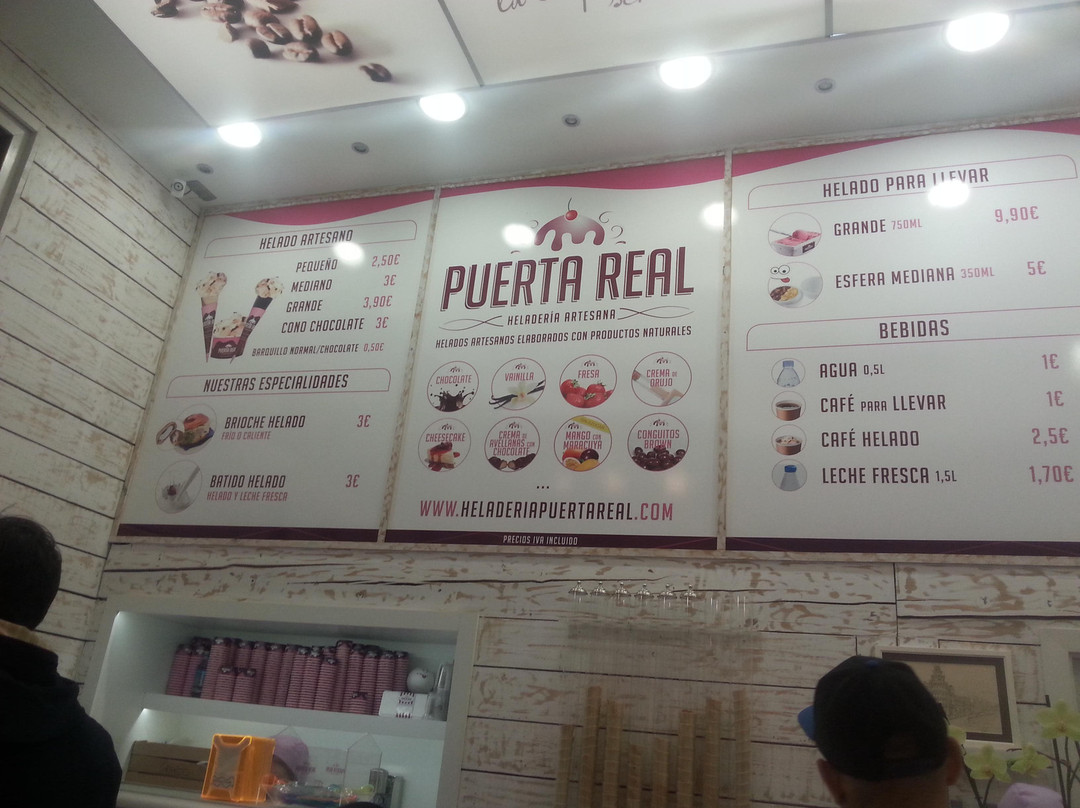 HELADO ARTESANO
PEQUEÑO 2,50€
MEDIANO 3€
GRANDE 3,90€
CONO CHOCOLATE 3€
BARQUILLO NORMAL/CHOCOLATE 0,50€
NUESTRAS ESPECIALIDADES
BRIOCHE HELADO 3€
FRÍO O CALIENTE
BATIDO HELADO 3€
HELADO Y LECHE FRESCA
PUERTA REAL
HELADERÍA ARTESANA
HELADOS ARTESANOS ELABORADOS CON PRODUCTOS NATURALES
CHOCOLATE
VAINILLA
FRESA
CREMA DE
ORUJO
CHEESECAKE
CREMA DE
AVELLANAS CON
CHOCOLATE
MANGO CON
MARACUYA
CONGUITOS
BROWN
...
WWW.HELADERIAPUERTAREAL.COM
PRECIOS IVA INCLUIDO
HELADO PARA LLEVAR
GRANDE 750ML 9,90€
ESFERA MEDIANA 350ML 5€
BEBIDAS
AGUA 0,5L 1€
CAFÉ PARA LLEVAR 1€
CAFÉ HELADO 2,5€
LECHE FRESCA 1,5L 1,70€